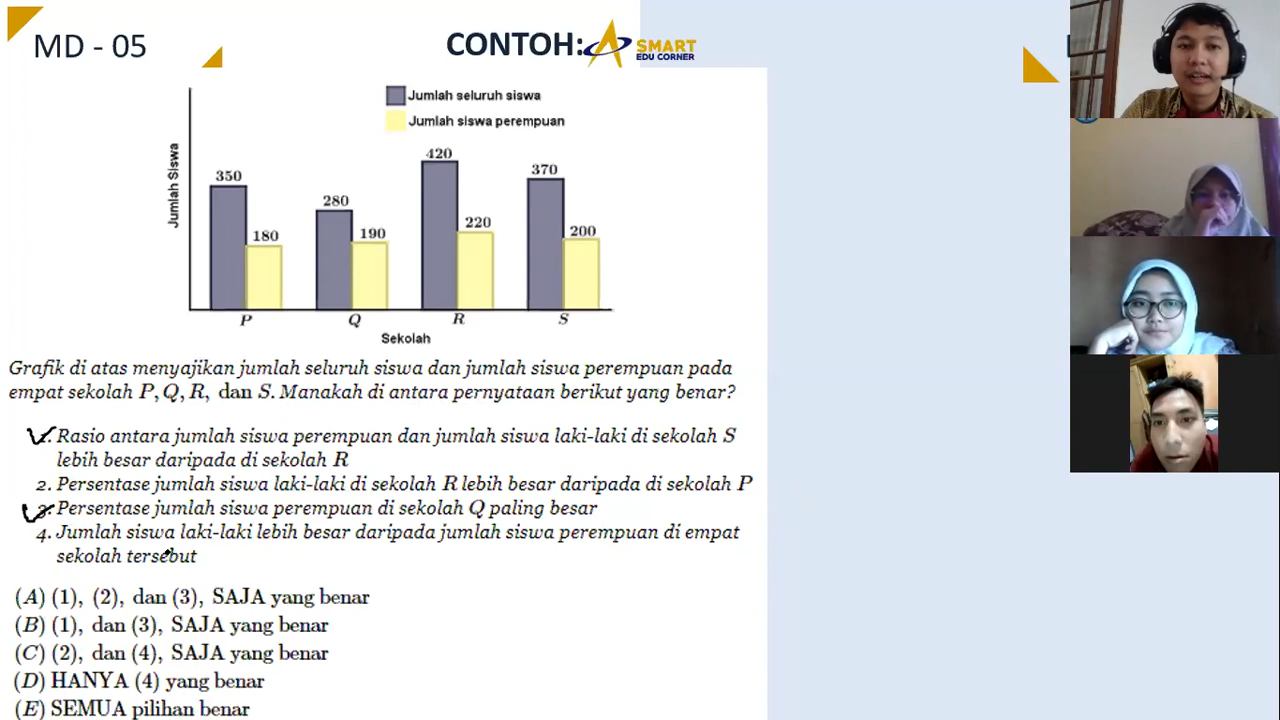 MD - 05
CONTOH:
SMART
EDU CORNER
Jumlah seluruh siswa
Jumlah siswa perempuan
Jumlah Siswa
350
180
280
190
420
220
370
200
P
Q
R
S
Sekolah
Grafik di atas menyajikan jumlah seluruh siswa dan jumlah siswa perempuan pada
empat sekolah P, Q, R, dan S. Manakah di antara pernyataan berikut yang benar?
Rasio antara jumlah siswa perempuan dan jumlah siswa laki-laki di sekolah S
lebih besar daripada di sekolah R
2. Persentase jumlah siswa laki-laki di sekolah R lebih besar daripada di sekolah P
3. Persentase jumlah siswa perempuan di sekolah Q paling besar
4. Jumlah siswa laki-laki lebih besar daripada jumlah siswa perempuan di empat
sekolah tersebut
(A) (1), (2), dan (3), SAJA yang benar
(B) (1), dan (3), SAJA yang benar
(C) (2), dan (4), SAJA yang benar
(D) HANYA (4) yang benar
(E) SEMUA pilihan benar